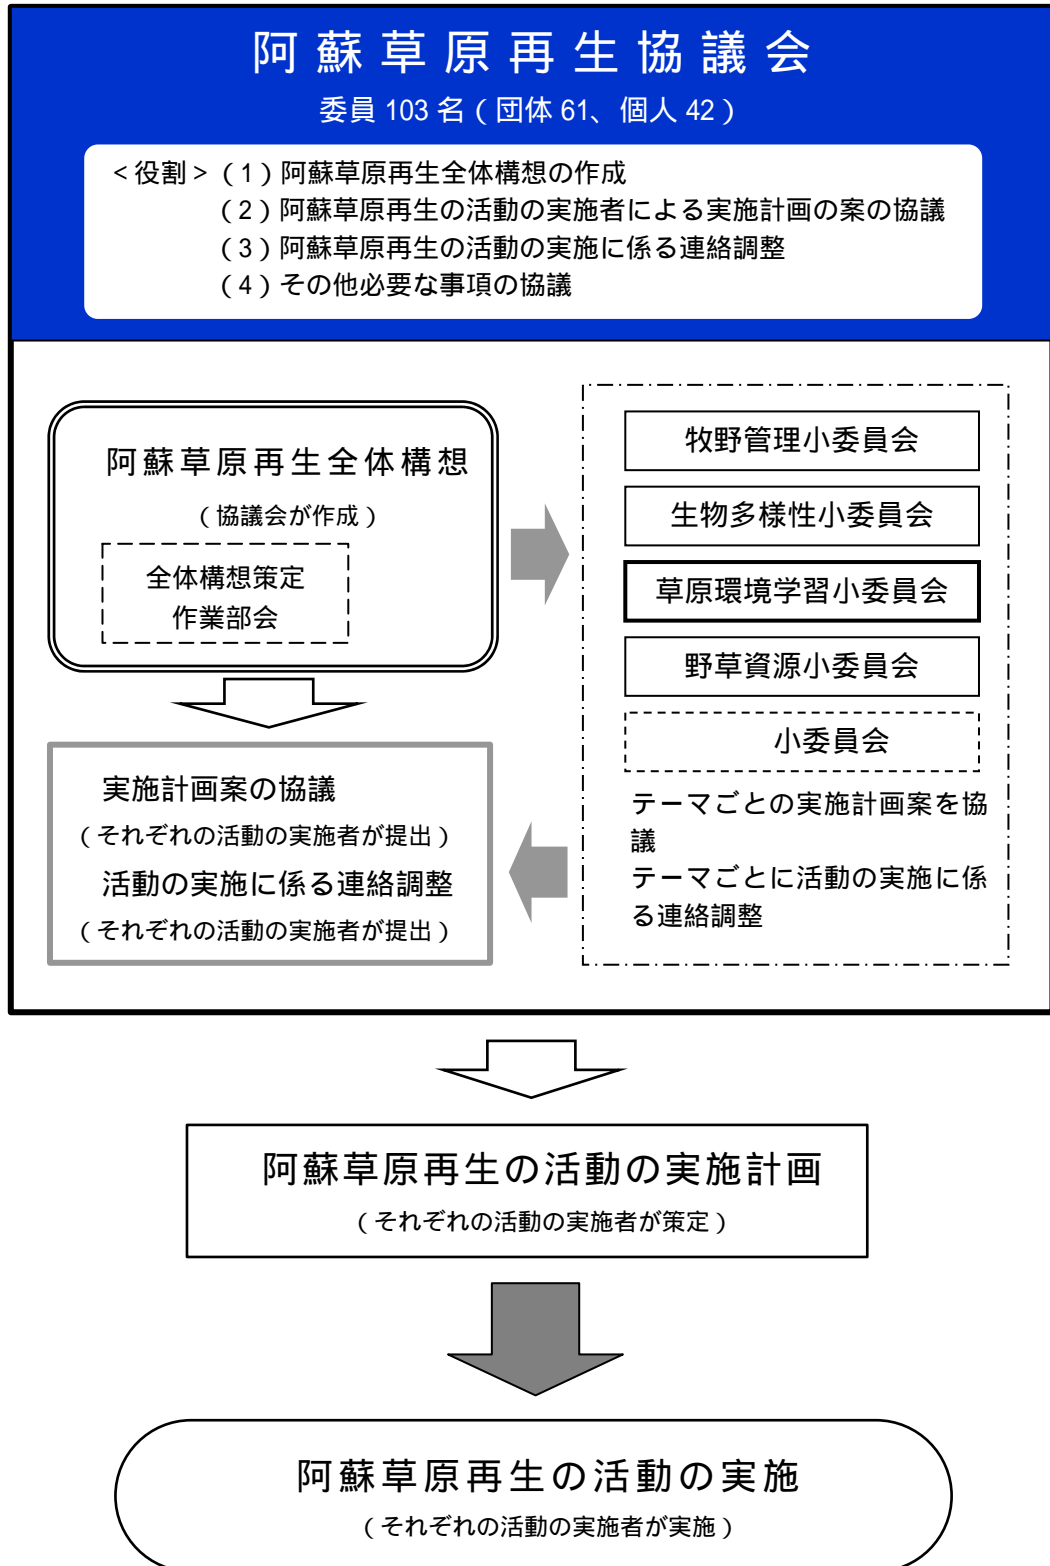 阿蘇草原再生協議会
委員 103 名（団体 61、個人 42）
＜役割＞（1）阿蘇草原再生全体構想の作成
（2）阿蘇草原再生の活動の実施者による実施計画の案の協議
（3）阿蘇草原再生の活動の実施に係る連絡調整
（4）その他必要な事項の協議
阿蘇草原再生全体構想
（協議会が作成）
全体構想策定
作業部会
実施計画案の協議
（それぞれの活動の実施者が提出）
活動の実施に係る連絡調整
（それぞれの活動の実施者が提出）
牧野管理小委員会
生物多様性小委員会
草原環境学習小委員会
野草資源小委員会
小委員会
テーマごとの実施計画案を協
議
テーマごとに活動の実施に係
る連絡調整
阿蘇草原再生の活動の実施計画
（それぞれの活動の実施者が策定）
阿蘇草原再生の活動の実施
（それぞれの活動の実施者が実施）